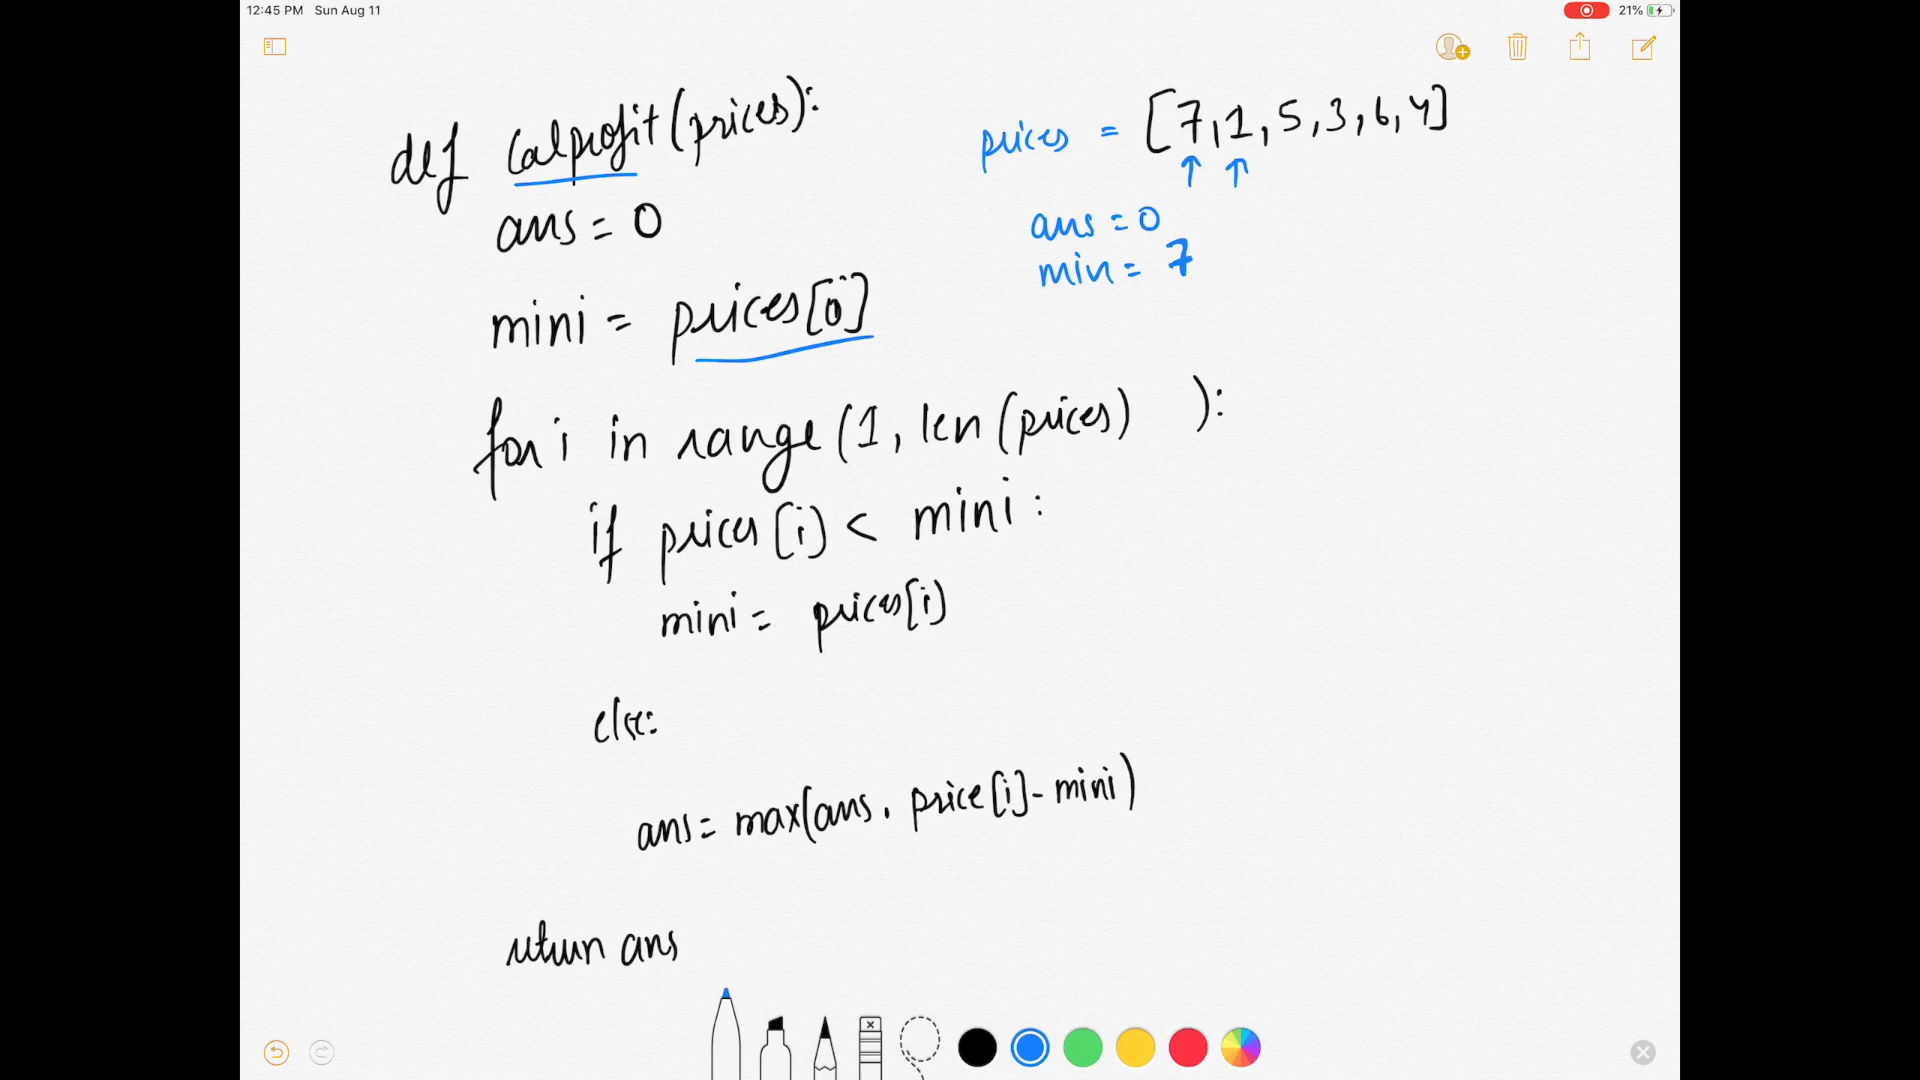 12:45 PM Sun Aug 11
21%
def calprofit(prices):
prices = [7,1,5,3,6,4]
ans = 0
ans = 0
min = 7
mini = prices[0]
for i in range(1, len(prices) ):
if prices[i] < mini:
mini = prices[i]
else:
ans = max(ans, price[i]-mini)
return ans